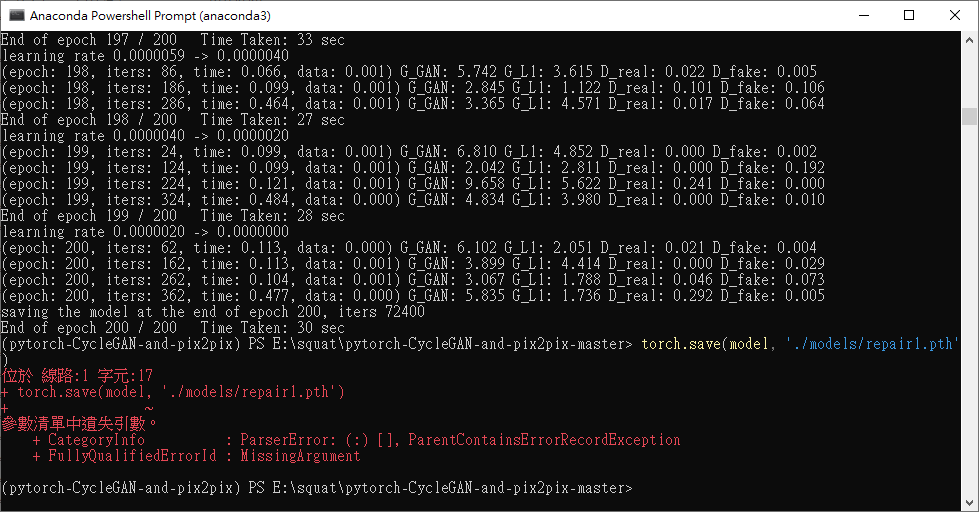 Anaconda Powershell Prompt (anaconda3)
End of epoch 197 / 200   Time Taken: 33 sec
learning rate 0.0000059 -> 0.0000040
(epoch: 198, iters: 86, time: 0.066, data: 0.001) G_GAN: 5.742 G_L1: 3.615 D_real: 0.022 D_fake: 0.005
(epoch: 198, iters: 186, time: 0.099, data: 0.001) G_GAN: 2.845 G_L1: 1.122 D_real: 0.101 D_fake: 0.106
(epoch: 198, iters: 286, time: 0.464, data: 0.001) G_GAN: 3.365 G_L1: 4.571 D_real: 0.017 D_fake: 0.064
End of epoch 198 / 200   Time Taken: 27 sec
learning rate 0.0000040 -> 0.0000020
(epoch: 199, iters: 24, time: 0.099, data: 0.001) G_GAN: 6.810 G_L1: 4.852 D_real: 0.000 D_fake: 0.002
(epoch: 199, iters: 124, time: 0.099, data: 0.001) G_GAN: 2.042 G_L1: 2.811 D_real: 0.000 D_fake: 0.192
(epoch: 199, iters: 224, time: 0.121, data: 0.001) G_GAN: 9.658 G_L1: 5.622 D_real: 0.241 D_fake: 0.000
(epoch: 199, iters: 324, time: 0.484, data: 0.000) G_GAN: 4.834 G_L1: 3.980 D_real: 0.000 D_fake: 0.010
End of epoch 199 / 200   Time Taken: 28 sec
learning rate 0.0000020 -> 0.0000000
(epoch: 200, iters: 62, time: 0.113, data: 0.000) G_GAN: 6.102 G_L1: 2.051 D_real: 0.021 D_fake: 0.004
(epoch: 200, iters: 162, time: 0.113, data: 0.001) G_GAN: 3.899 G_L1: 4.414 D_real: 0.000 D_fake: 0.029
(epoch: 200, iters: 262, time: 0.104, data: 0.001) G_GAN: 3.067 G_L1: 1.788 D_real: 0.046 D_fake: 0.073
(epoch: 200, iters: 362, time: 0.477, data: 0.000) G_GAN: 5.835 G_L1: 1.736 D_real: 0.292 D_fake: 0.005
saving the model at the end of epoch 200, iters 72400
End of epoch 200 / 200   Time Taken: 30 sec
(pytorch-CycleGAN-and-pix2pix) PS E:\squat\pytorch-CycleGAN-and-pix2pix-master> torch.save(model, './models/repair1.pth'
)
位於 線路:1 字元:17
+ torch.save(model, './models/repair1.pth')
+                 ~
參數清單中遺失引數。
    + CategoryInfo          : ParserError: (:) [], ParentContainsErrorRecordException
    + FullyQualifiedErrorId : MissingArgument
(pytorch-CycleGAN-and-pix2pix) PS E:\squat\pytorch-CycleGAN-and-pix2pix-master>